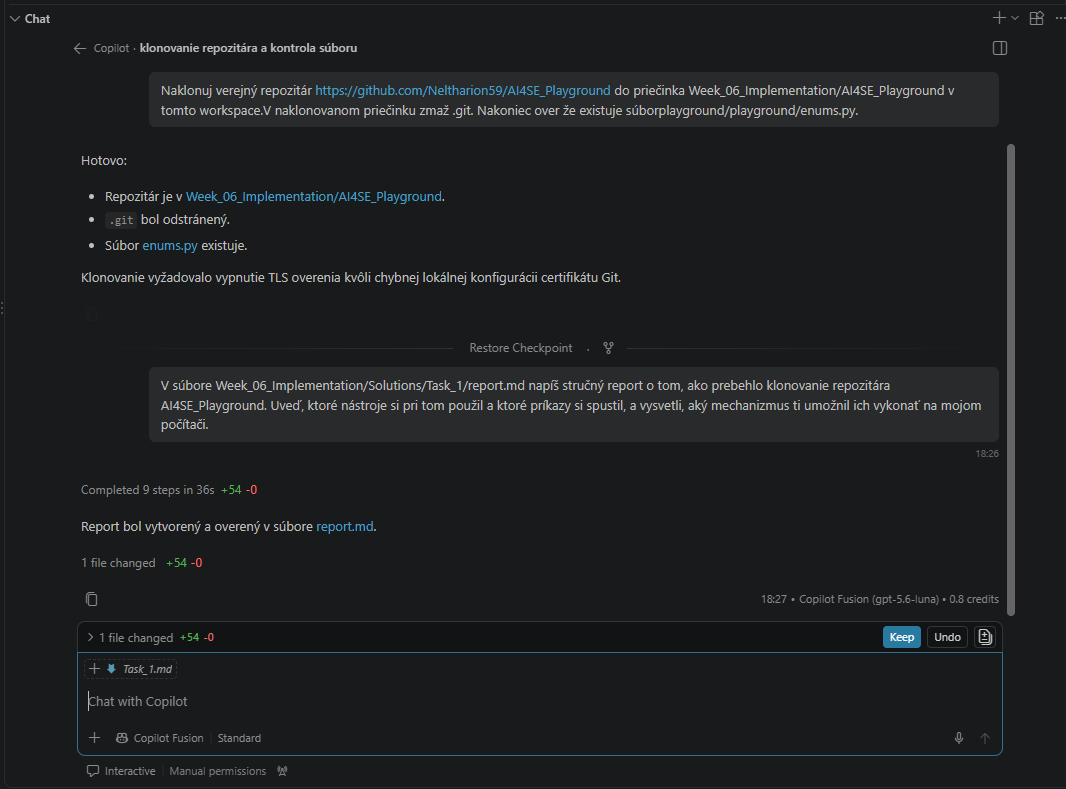 Chat
Copilot · klonovanie repozitára a kontrola súboru
Naklonuj verejný repozitár https://github.com/Neltharion59/AI4SE_Playground do priečinka Week_06_Implementation/AI4SE_Playground v
tomto workspace.V naklonovanom priečinku zmaž .git. Nakoniec over že existuje súborplayground/playground/enums.py.
Hotovo:
Repozitár je v Week_06_Implementation/AI4SE_Playground.
.git bol odstránený.
Súbor enums.py existuje.
Klonovanie vyžadovalo vypnutie TLS overenia kvôli chybnej lokálnej konfigurácii certifikátu Git.
Restore Checkpoint
V súbore Week_06_Implementation/Solutions/Task_1/report.md napíš stručný report o tom, ako prebehlo klonovanie repozitára
AI4SE_Playground. Uveď, ktoré nástroje si pri tom použil a ktoré príkazy si spustil, a vysvetli, aký mechanizmus ti umožnil ich vykonať na mojom
počítači.
18:26
Completed 9 steps in 36s +54 -0
Report bol vytvorený a overený v súbore report.md.
1 file changed +54 -0
18:27 • Copilot Fusion (gpt-5.6-luna) • 0.8 credits
1 file changed +54 -0
Keep
Undo
Task_1.md
Chat with Copilot
Copilot Fusion
Standard
Interactive
Manual permissions